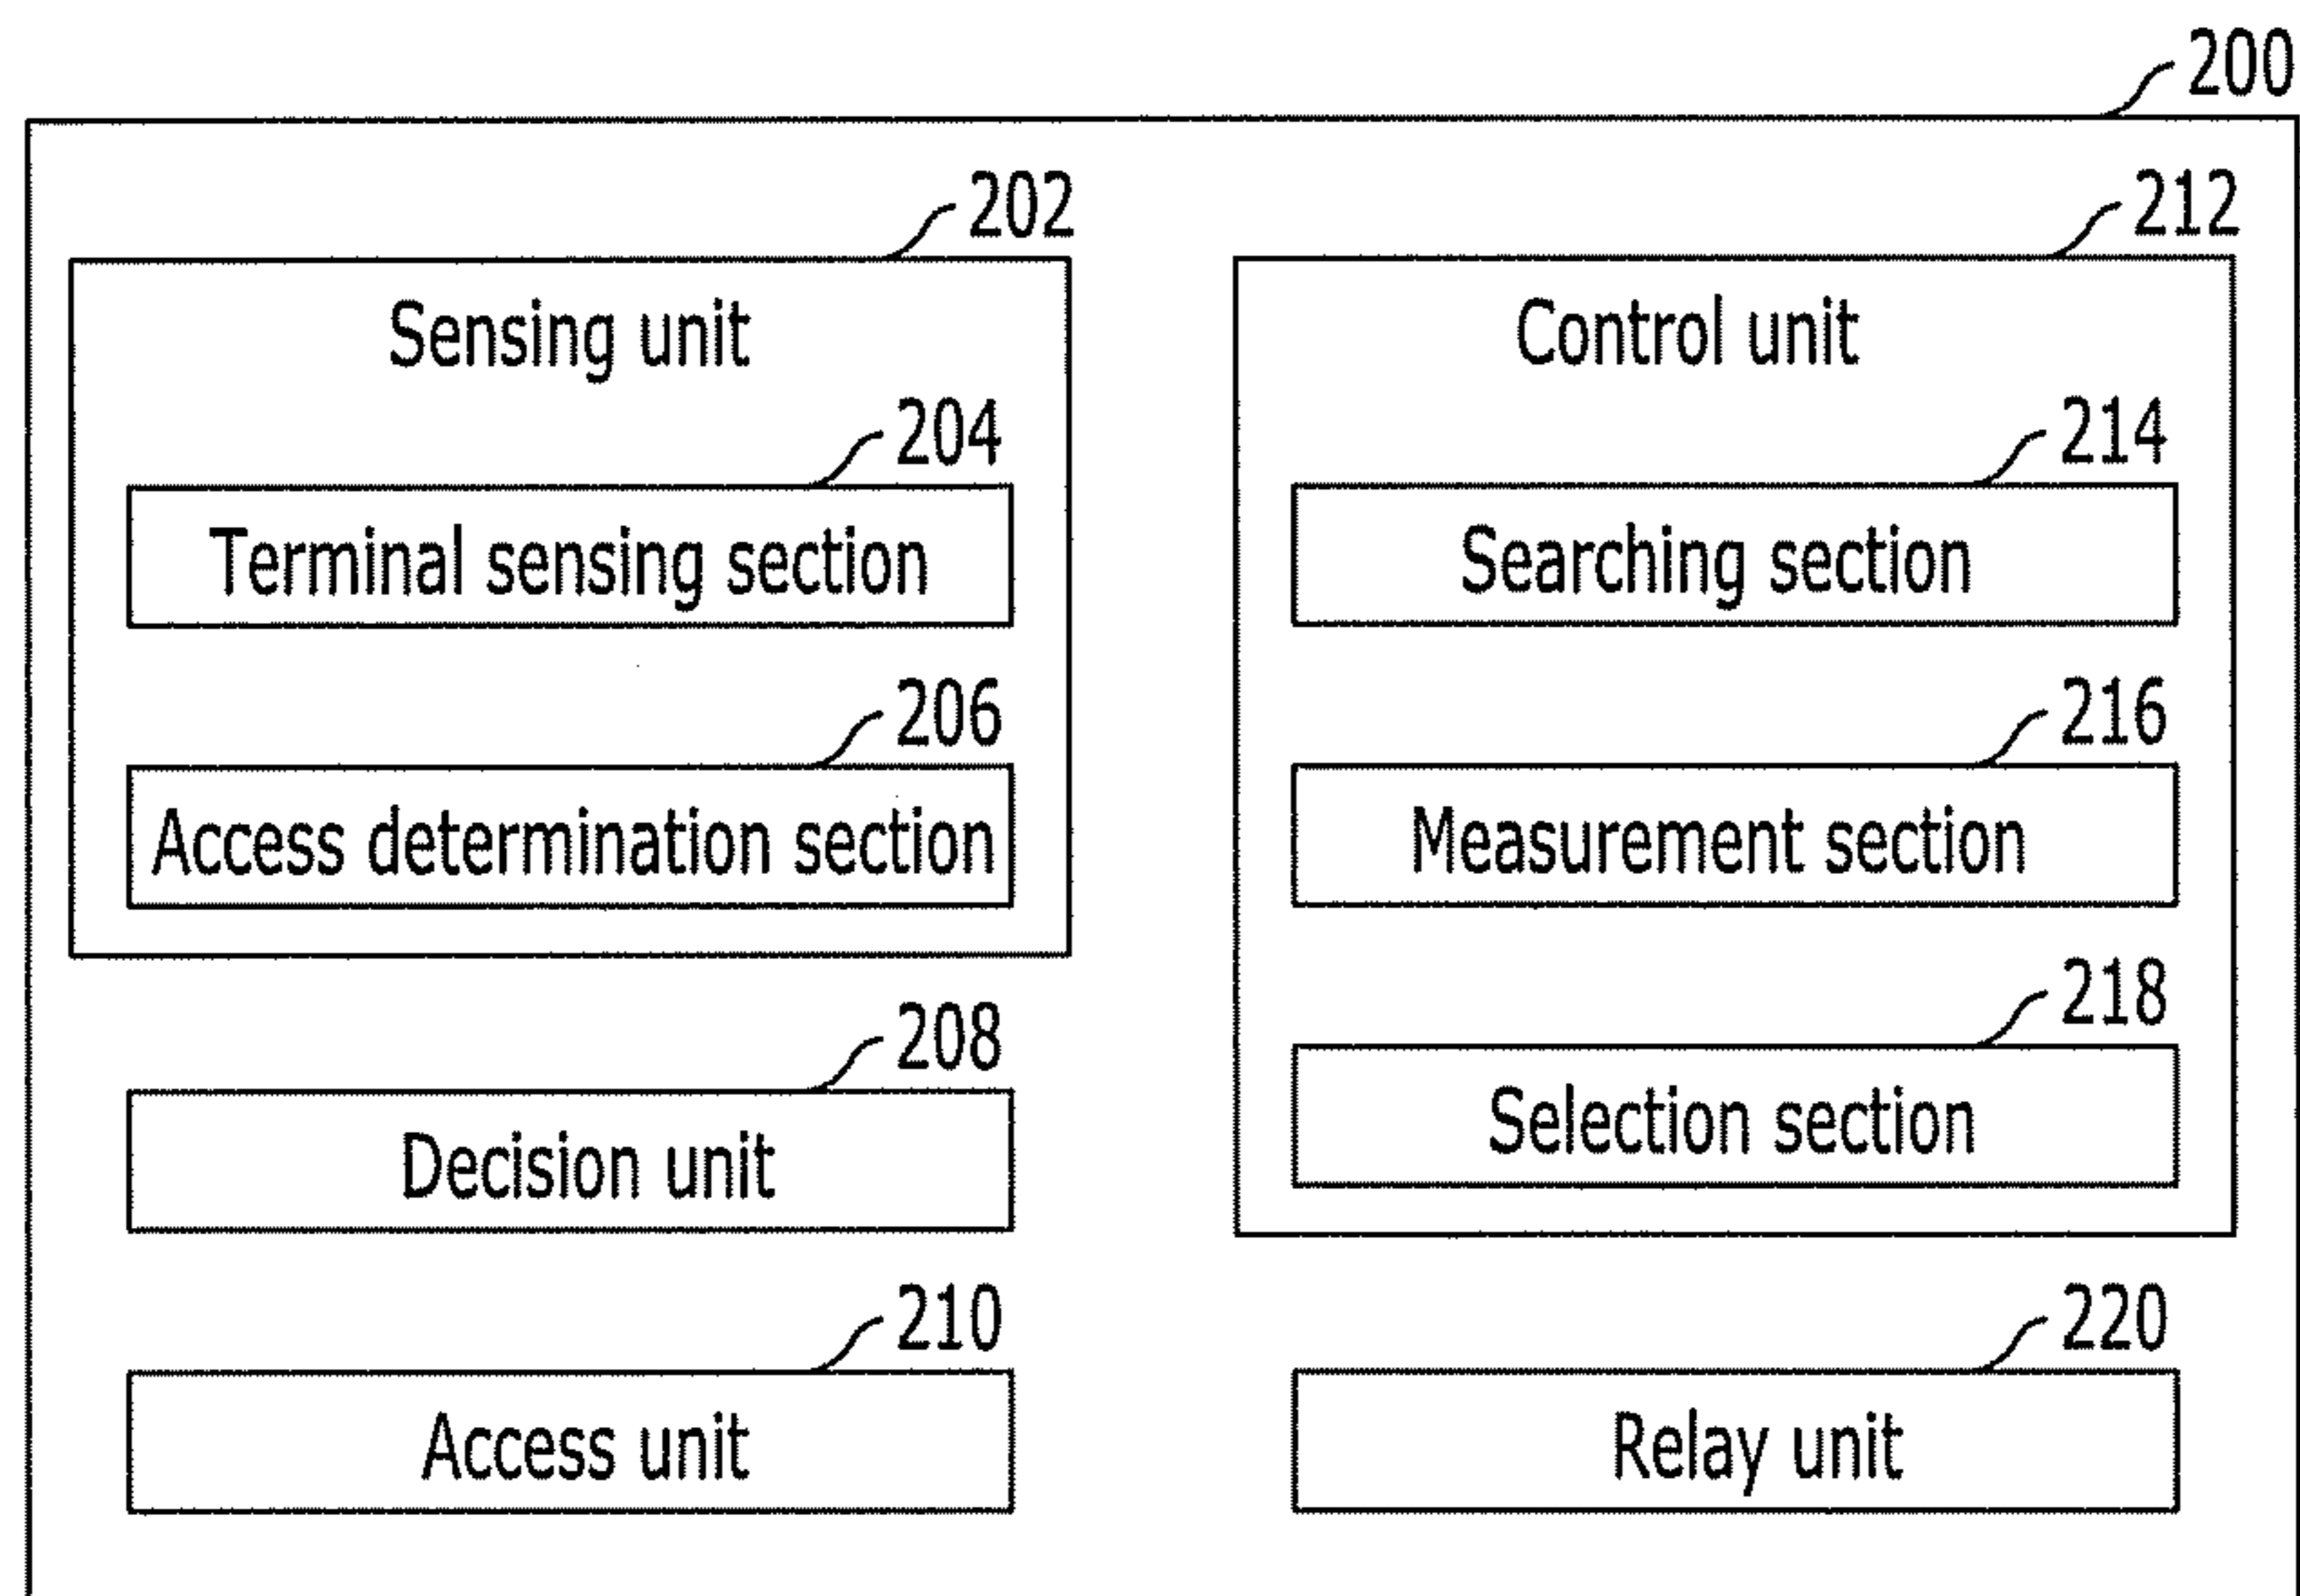 200
202
Sensing unit
204
Terminal sensing section
206
Access determination section
208
Decision unit
210
Access unit
212
Control unit
214
Searching section
216
Measurement section
218
Selection section
220
Relay unit